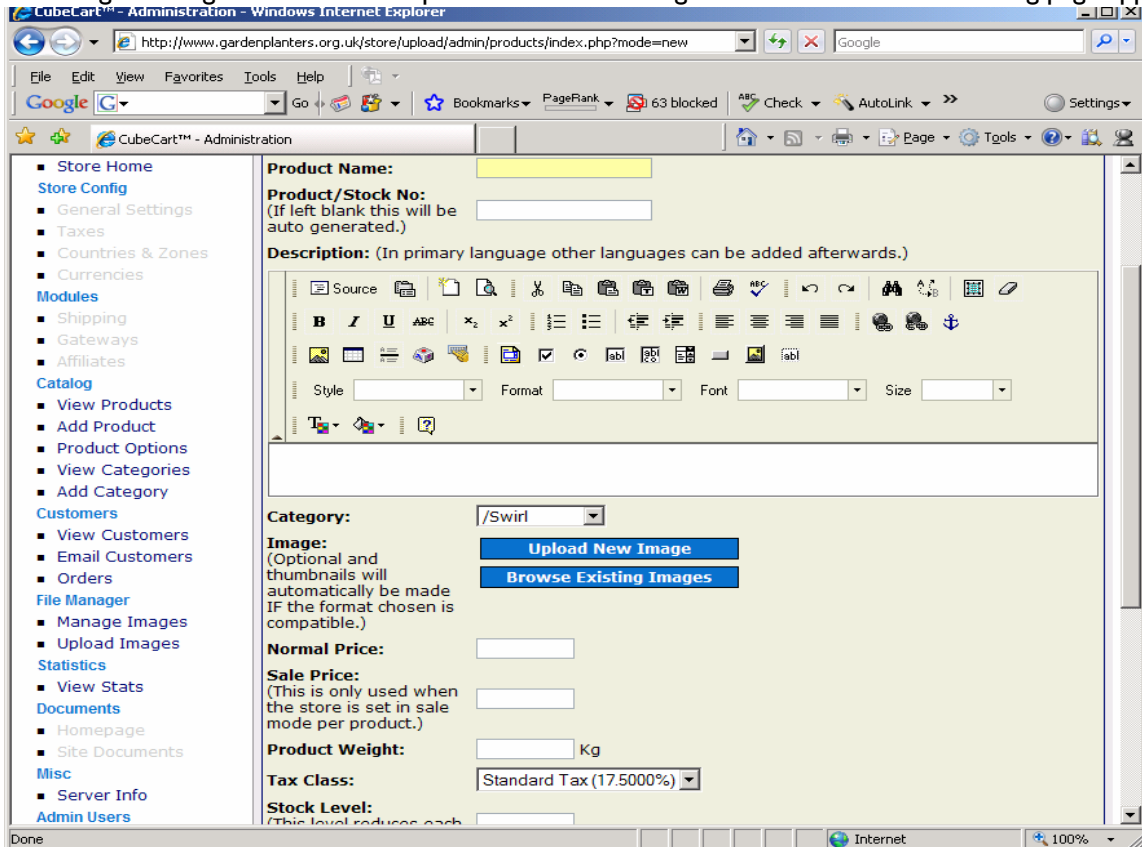 CubeCart™ - Administration - Windows Internet Explorer
http://www.gardenplanters.org.uk/store/upload/admin/products/index.php?mode=new
Google
File Edit View Favorites Tools Help
Google G Go Bookmarks PageRank 63 blocked ABC Check AutoLink >> Settings
CubeCart™ - Administration Page Tools
Store Home
Store Config
General Settings
Taxes
Countries & Zones
Currencies
Modules
Shipping
Gateways
Affiliates
Catalog
View Products
Add Product
Product Options
View Categories
Add Category
Customers
View Customers
Email Customers
Orders
File Manager
Manage Images
Upload Images
Statistics
View Stats
Documents
Homepage
Site Documents
Misc
Server Info
Admin Users
Product Name:
Product/Stock No:
(If left blank this will be
auto generated.)
Description: (In primary language other languages can be added afterwards.)
Source
B I U ABC x₂ x²
Style Format Font Size
Category: /Swirl
Image:
(Optional and
thumbnails will
automatically be made
IF the format chosen is
compatible.)
Upload New Image
Browse Existing Images
Normal Price:
Sale Price:
(This is only used when
the store is set in sale
mode per product.)
Product Weight: Kg
Tax Class: Standard Tax (17.5000%)
Stock Level:
(This level reduces each
Done Internet 100%